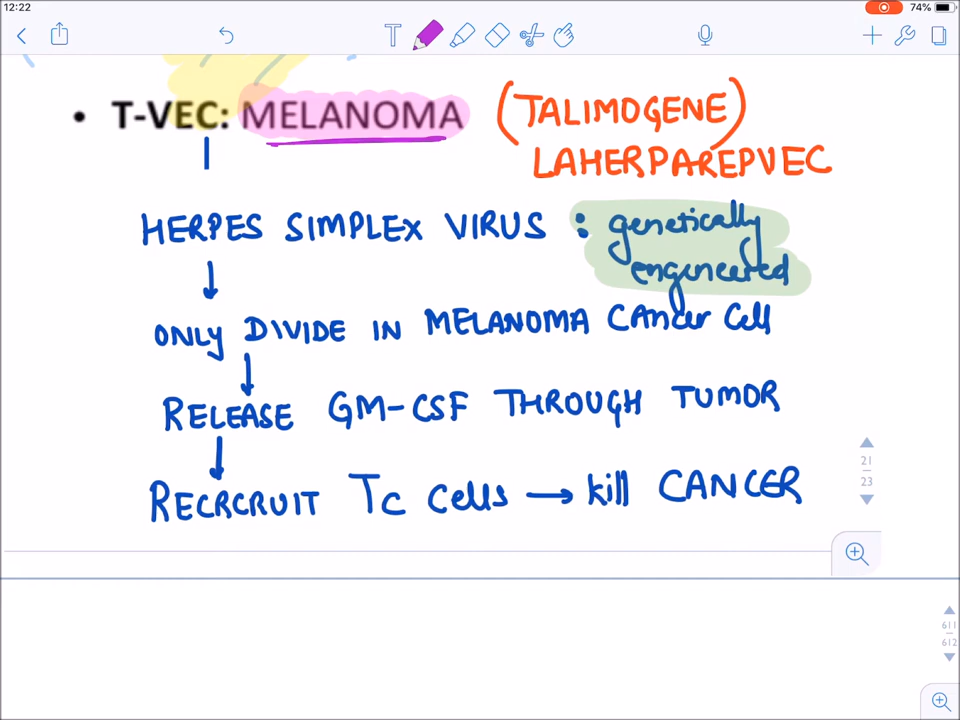 12:22
74%
T
• T-VEC: MELANOMA (TALIMOGENE)
LAHERPAREPVEC
HERPES SIMPLEX VIRUS : genetically
engineered
ONLY DIVIDE IN MELANOMA CAncer Cell
RELEASE GM-CSF THROUGH TUMOR
RECRCRUIT Tc Cells → kill CANCER
21
23
611
612